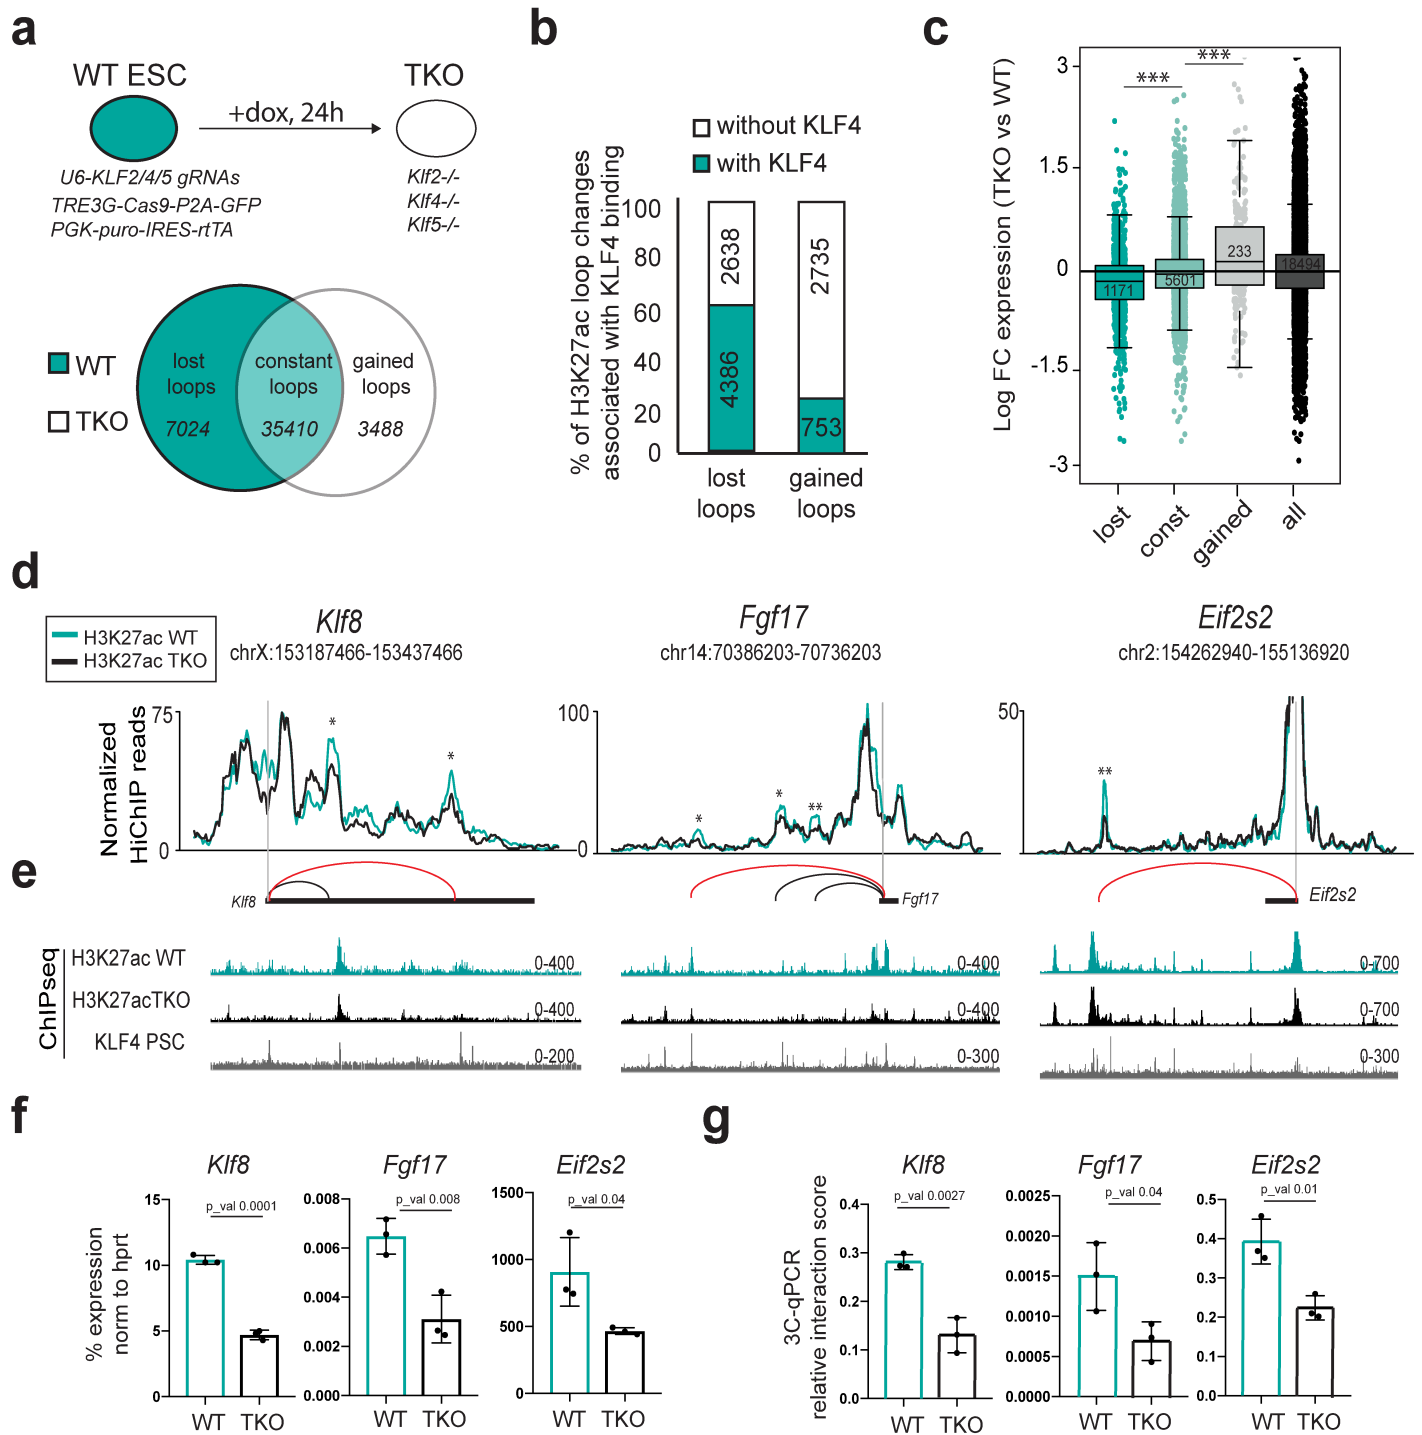 a
WT ESC
TKO
+dox, 24h
U6-KLF2/4/5 gRNAs
TRE3G-Cas9-P2A-GFP
PGK-puro-IRES-rtTA
Klf2-/-
Klf4-/-
Klf5-/-
WT
TKO
lost
loops
7024
constant
loops
35410
gained
loops
3488
b
without KLF4
with KLF4
% of H3K27ac loop changes
associated with KLF4 binding
100
80
60
40
20
0
2638
4386
2735
753
lost
loops
gained
loops
c
Log FC expression (TKO vs WT)
3
1.5
0
-1.5
-3
***
***
1171
5601
233
18494
lost
const
gained
all
d
H3K27ac WT
H3K27ac TKO
Klf8
chrX:153187466-153437466
Fgf17
chr14:70386203-70736203
Eif2s2
chr2:154262940-155136920
Normalized
HiChIP reads
75
0
*
*
100
0
*
*
**
50
**
e
Klf8
Fgf17
Eif2s2
ChIPseq
H3K27ac WT
0-400
0-400
0-700
H3K27acTKO
0-400
0-400
0-700
KLF4 PSC
0-200
0-300
0-300
f
% expression
norm to hprt
Klf8
p_val 0.0001
15
10
5
0
WT
TKO
Fgf17
p_val 0.008
0.008
0.006
0.004
0.002
0.000
WT
TKO
Eif2s2
p_val 0.04
1500
1000
500
0
WT
TKO
g
3C-qPCR
relative interaction score
Klf8
p_val 0.0027
0.4
0.3
0.2
0.1
0.0
WT
TKO
Fgf17
p_val 0.04
0.0025
0.0020
0.0015
0.0010
0.0005
0.0000
WT
TKO
Eif2s2
p_val 0.01
0.5
0.4
0.3
0.2
0.1
0.0
WT
TKO